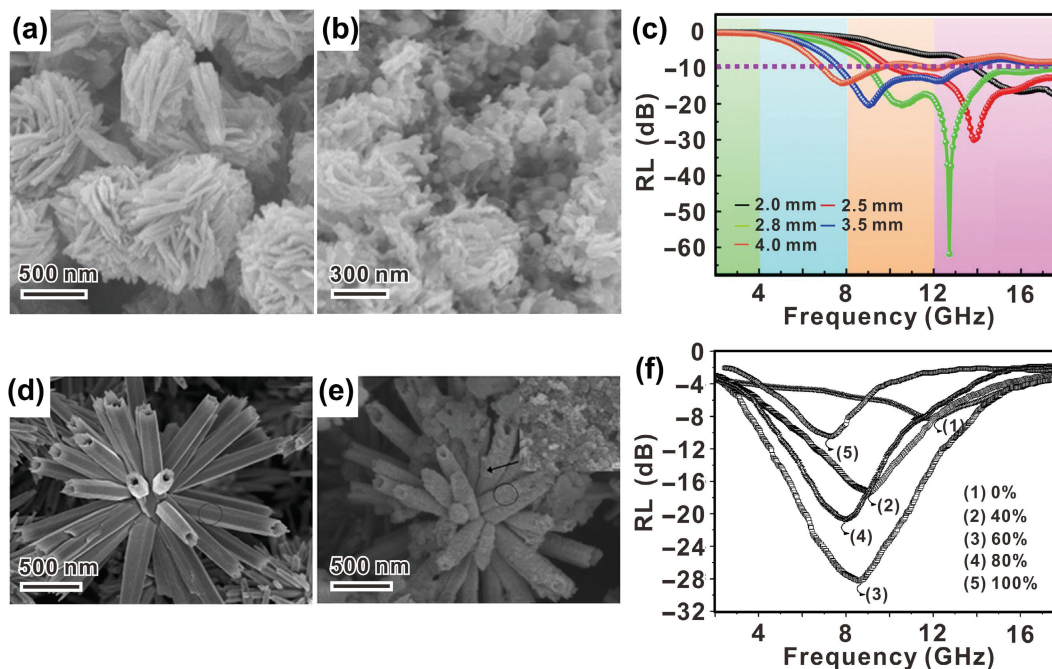 (a)
500 nm
(b)
300 nm
(c)
0
−10
−20
−30
−40
−50
−60
RL (dB)
2.0 mm 2.5 mm
2.8 mm 3.5 mm
4.0 mm
4 8 12 16
Frequency (GHz)
(d)
500 nm
(e)
500 nm
(f)
0
−4
−8
−12
−16
−20
−24
−28
−32
RL (dB)
(1)
(5)
(2)
(4)
(3)
(1) 0%
(2) 40%
(3) 60%
(4) 80%
(5) 100%
4 8 12 16
Frequency (GHz)